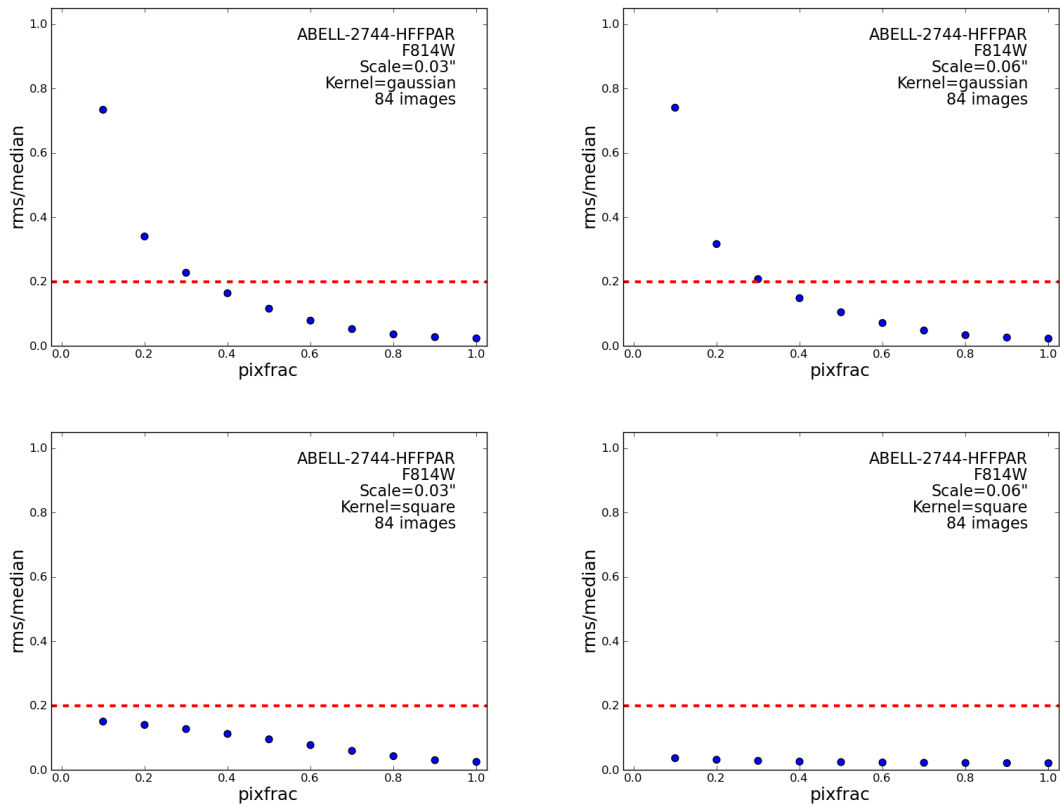 1.0
0.8
0.6
0.4
0.2
0.0
rms/median
ABELL-2744-HFFPAR
F814W
Scale=0.03"
Kernel=gaussian
84 images
0.0 0.2 0.4 0.6 0.8 1.0
pixfrac
1.0
0.8
0.6
0.4
0.2
0.0
rms/median
ABELL-2744-HFFPAR
F814W
Scale=0.06"
Kernel=gaussian
84 images
0.0 0.2 0.4 0.6 0.8 1.0
pixfrac
1.0
0.8
0.6
0.4
0.2
0.0
rms/median
ABELL-2744-HFFPAR
F814W
Scale=0.03"
Kernel=square
84 images
0.0 0.2 0.4 0.6 0.8 1.0
pixfrac
1.0
0.8
0.6
0.4
0.2
0.0
rms/median
ABELL-2744-HFFPAR
F814W
Scale=0.06"
Kernel=square
84 images
0.0 0.2 0.4 0.6 0.8 1.0
pixfrac